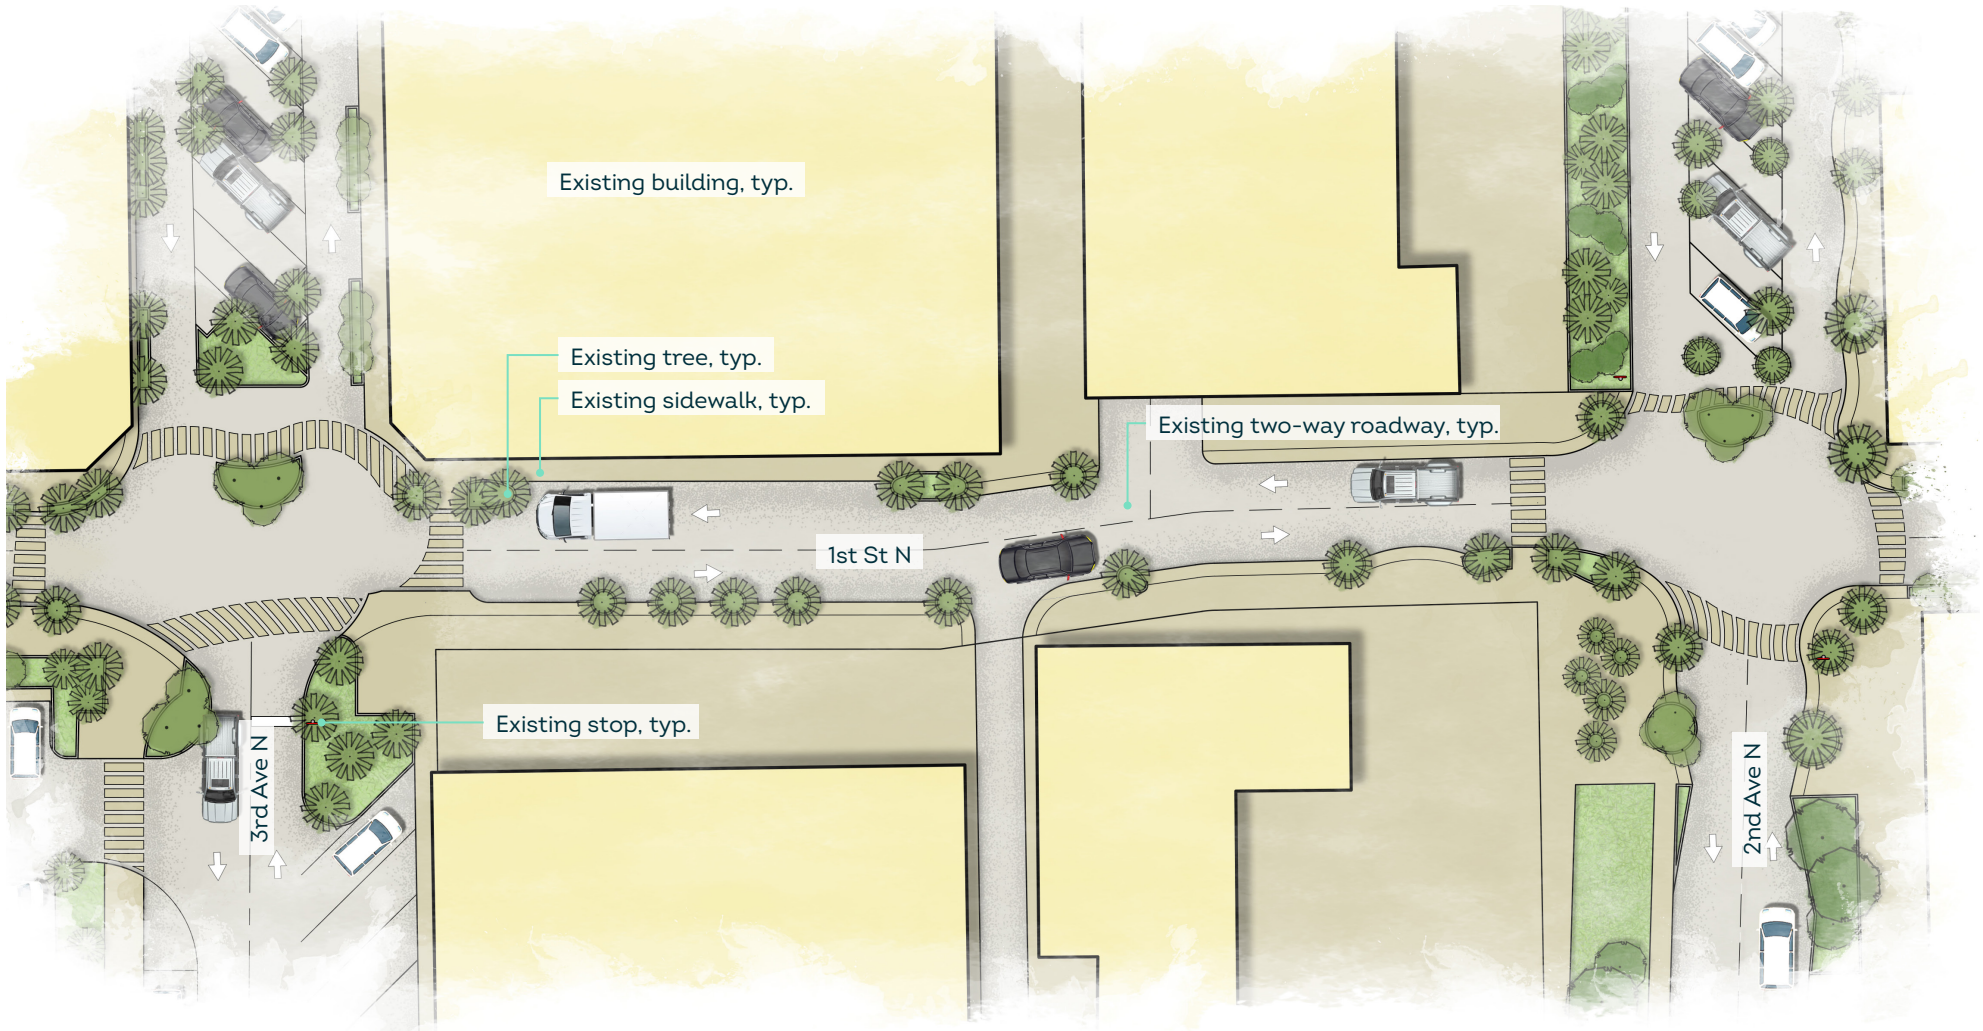 Existing building, typ.
Existing tree, typ.
Existing sidewalk, typ.
Existing two-way roadway, typ.
1st St N
Existing stop, typ.
3rd Ave N
2nd Ave N